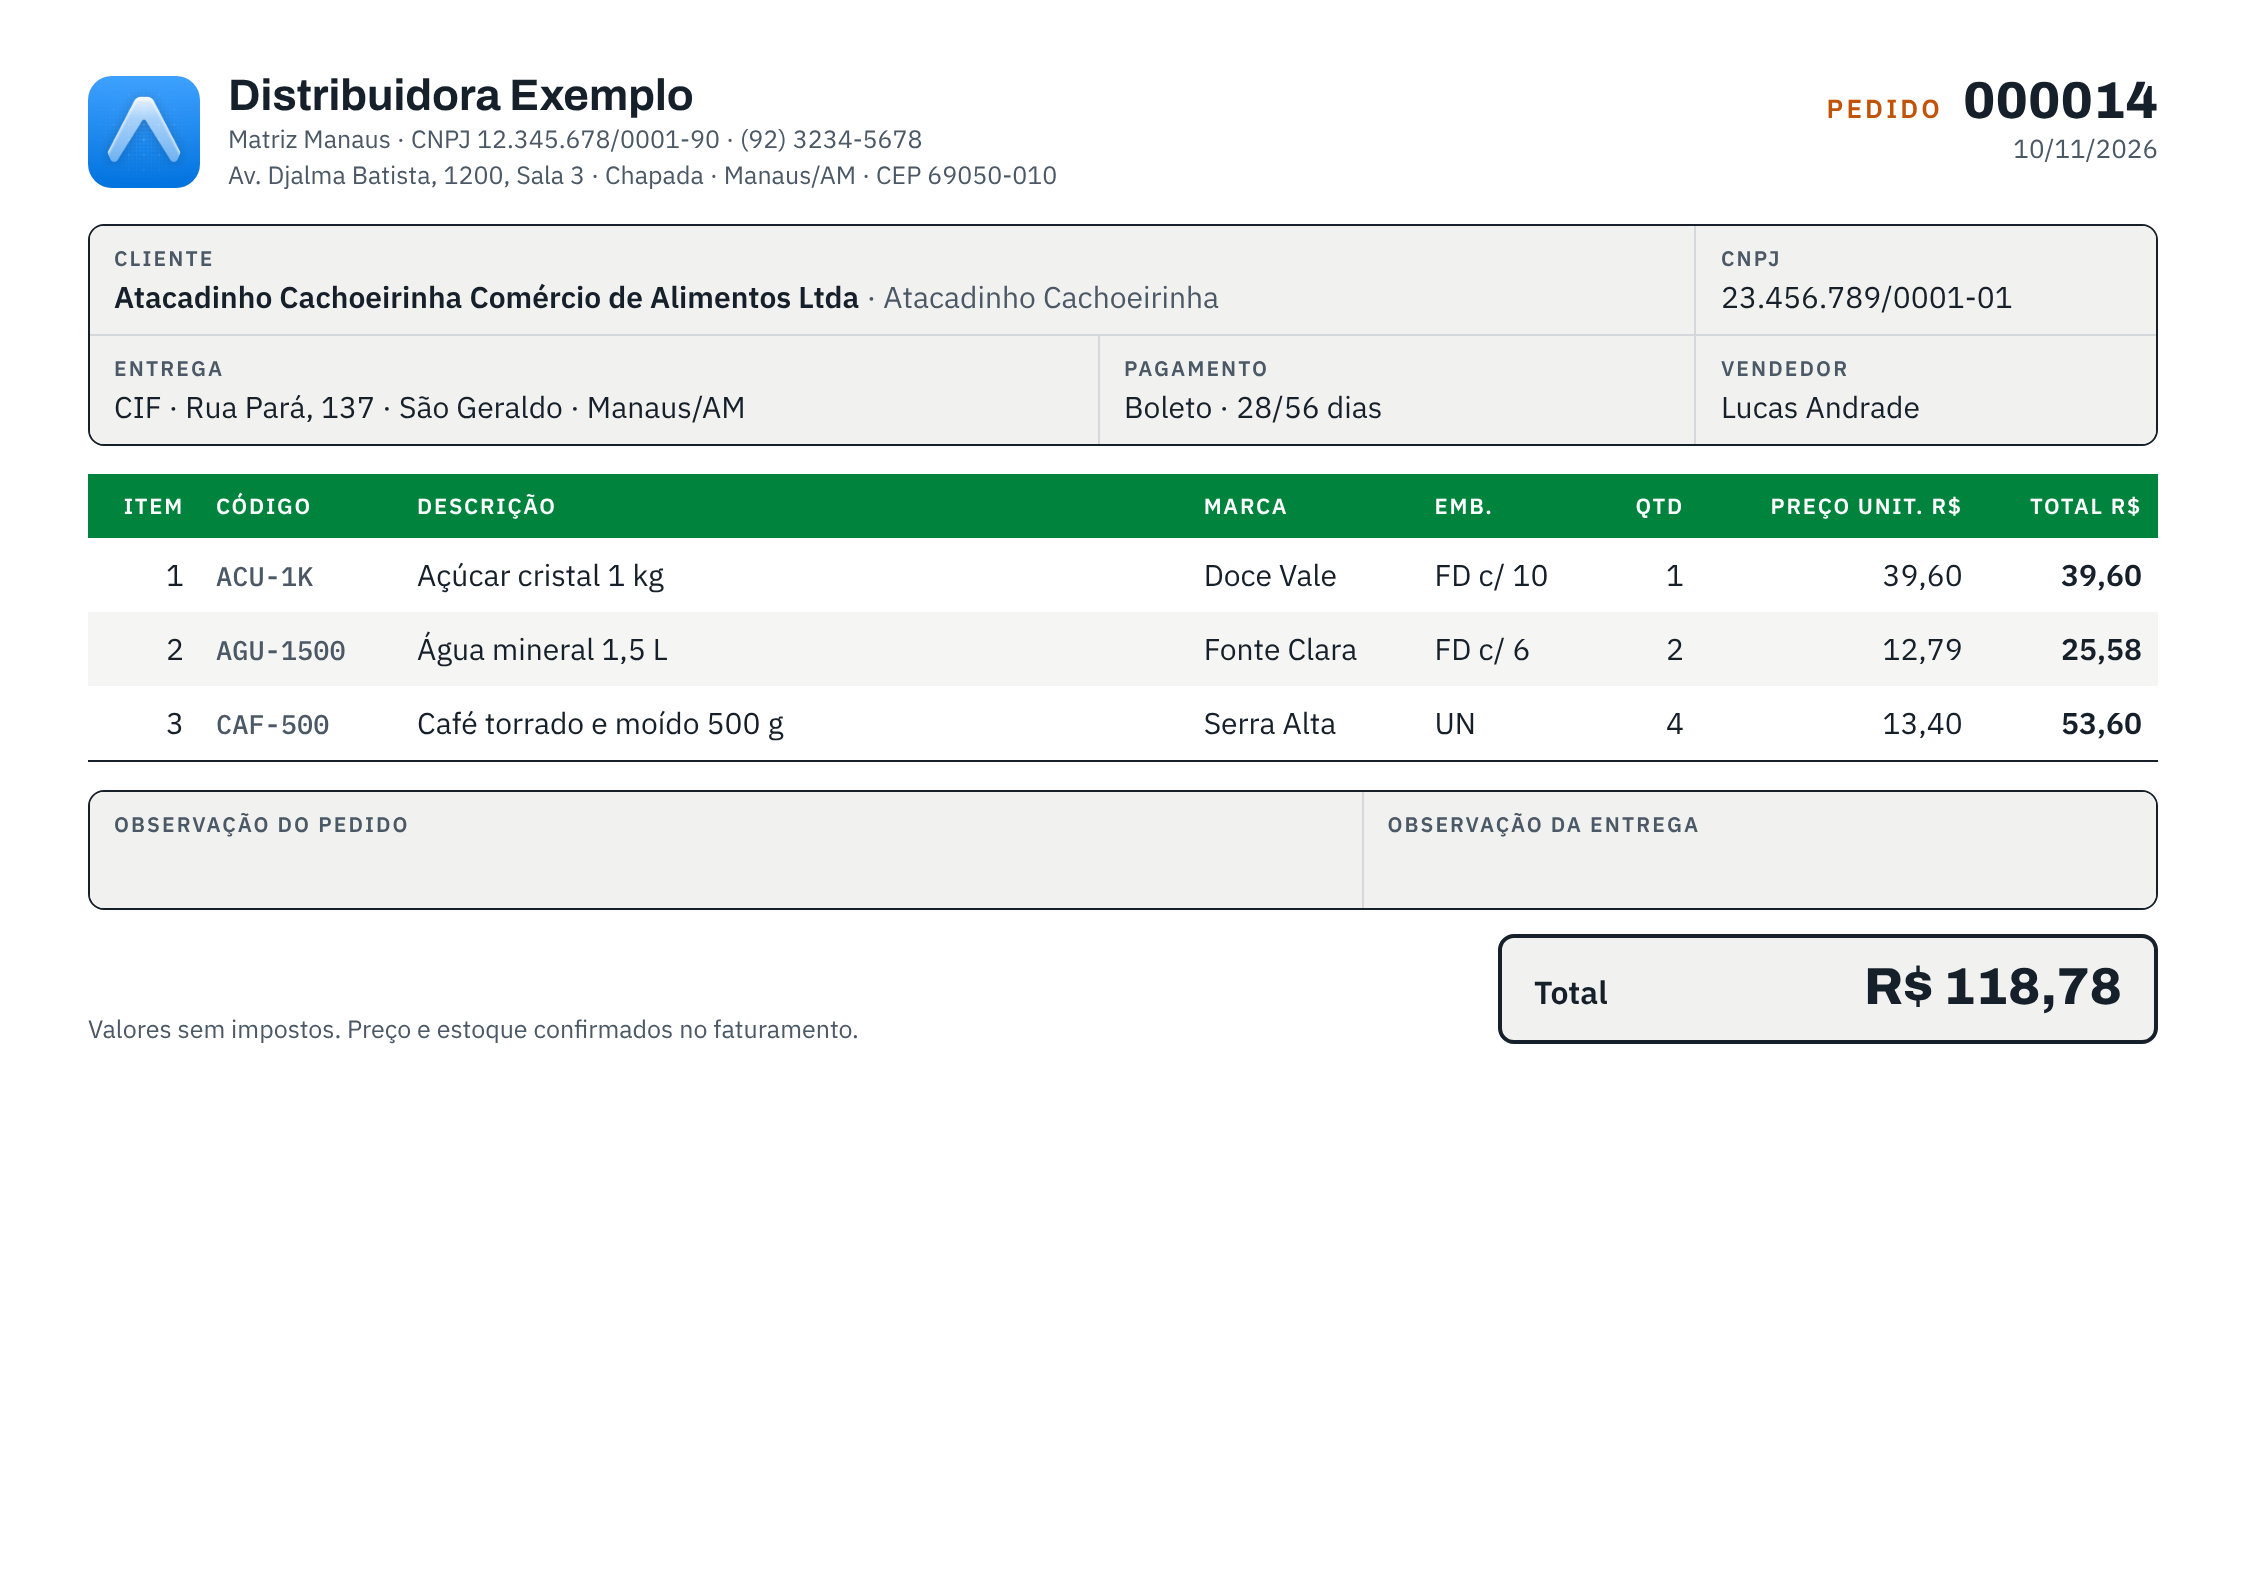 Distribuidora Exemplo
Matriz Manaus · CNPJ 12.345.678/0001-90 · (92) 3234-5678
Av. Djalma Batista, 1200, Sala 3 · Chapada · Manaus/AM · CEP 69050-010
PEDIDO 000014
10/11/2026
CLIENTE
Atacadinho Cachoeirinha Comércio de Alimentos Ltda · Atacadinho Cachoeirinha
CNPJ
23.456.789/0001-01
ENTREGA
CIF · Rua Pará, 137 · São Geraldo · Manaus/AM
PAGAMENTO
Boleto · 28/56 dias
VENDEDOR
Lucas Andrade
ITEM CÓDIGO DESCRIÇÃO MARCA EMB. QTD PREÇO UNIT. R$ TOTAL R$
1 ACU-1K Açúcar cristal 1 kg Doce Vale FD c/ 10 1 39,60 39,60
2 AGU-1500 Água mineral 1,5 L Fonte Clara FD c/ 6 2 12,79 25,58
3 CAF-500 Café torrado e moído 500 g Serra Alta UN 4 13,40 53,60
OBSERVAÇÃO DO PEDIDO
OBSERVAÇÃO DA ENTREGA
Total R$ 118,78
Valores sem impostos. Preço e estoque confirmados no faturamento.